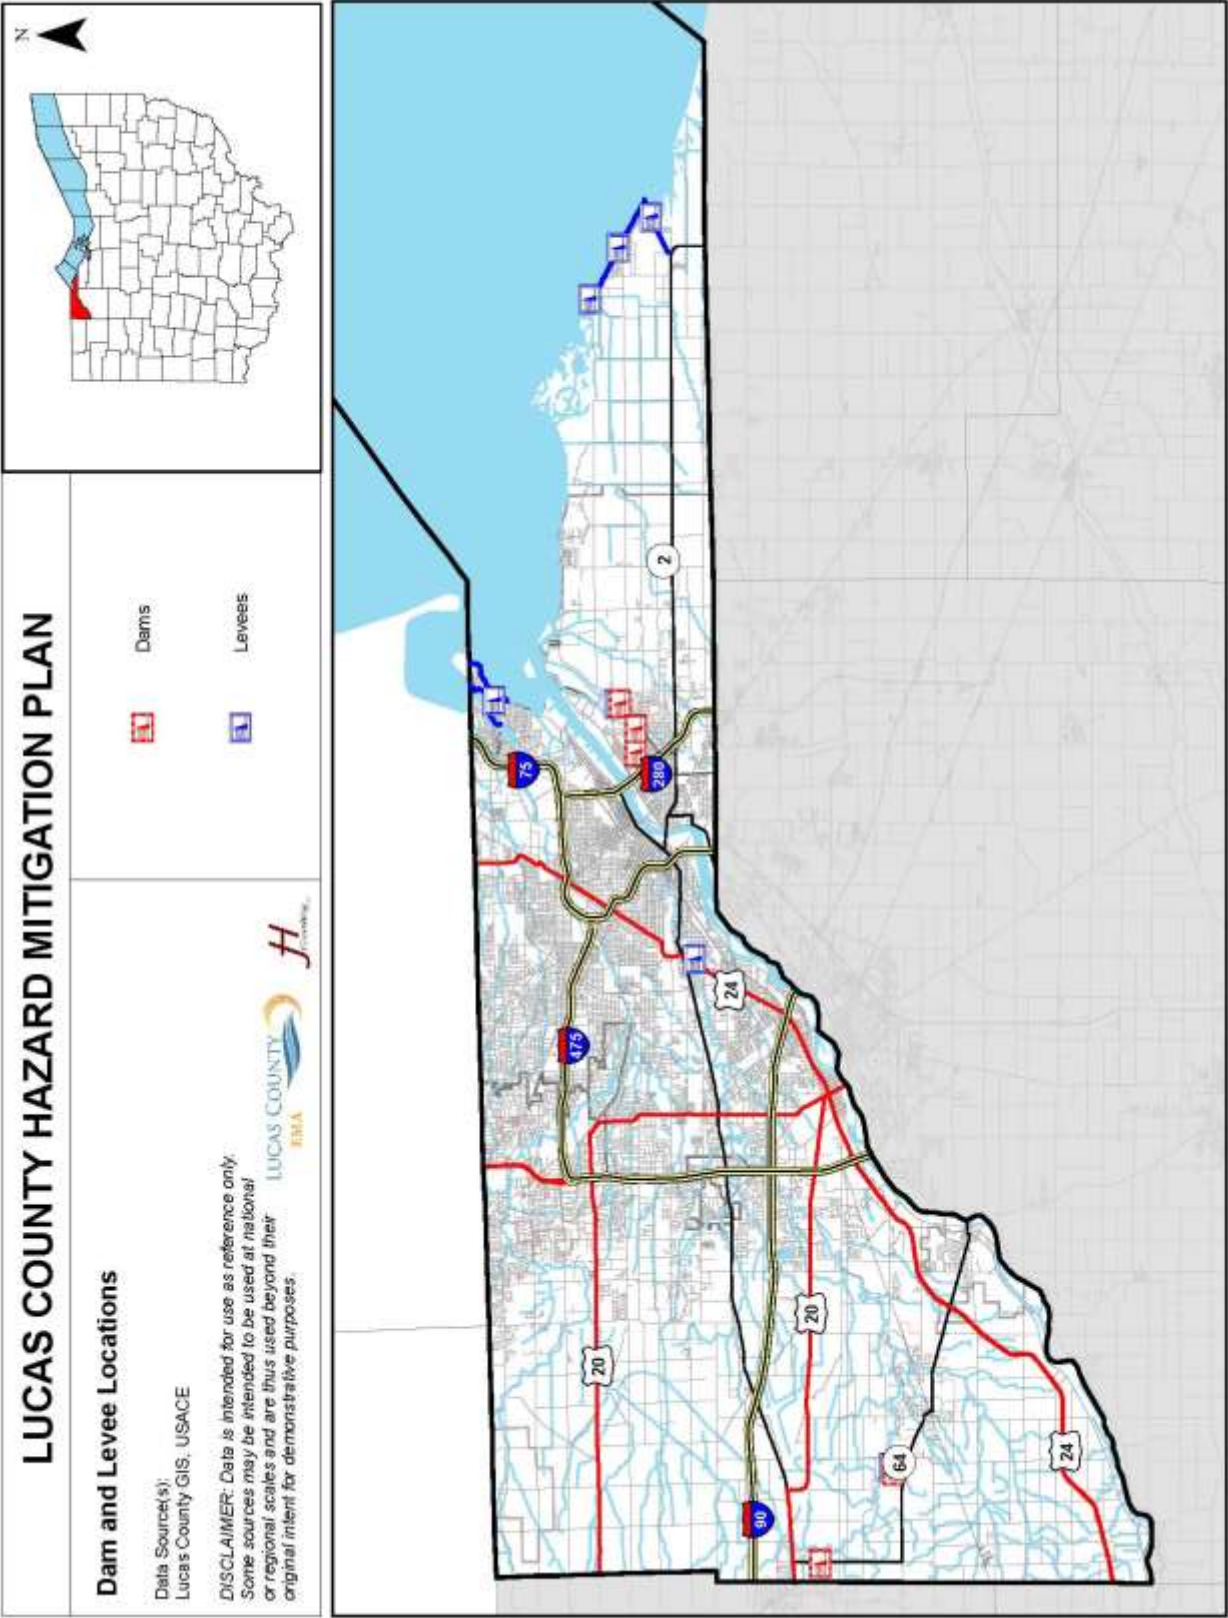 LUCAS COUNTY HAZARD MITIGATION PLAN
Dam and Levee Locations
Data Source(s):
Lucas County GIS, USACE
DISCLAIMER: Data is intended for use as reference only.
Some sources may be intended to be used at national
or regional scales and are thus used beyond their
original intent for demonstrative purposes.
LUCAS COUNTY
EMA
JH
Dams
Levees
N
20
90
64
24
20
475
24
75
280
2